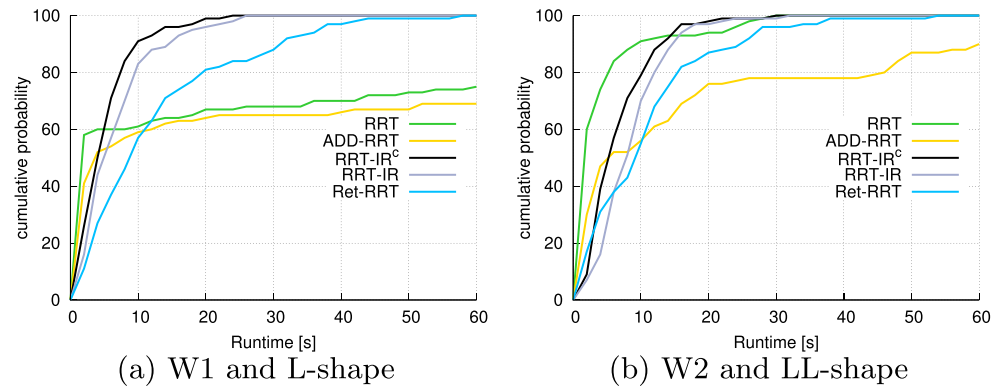 100
80
60
40
20
0
cumulative probability
RRT
ADD-RRT
RRT-IRᶜ
RRT-IR
Ret-RRT
0 10 20 30 40 50 60
Runtime [s]
(a) W1 and L-shape
100
80
60
40
20
0
cumulative probability
RRT
ADD-RRT
RRT-IRᶜ
RRT-IR
Ret-RRT
0 10 20 30 40 50 60
Runtime [s]
(b) W2 and LL-shape